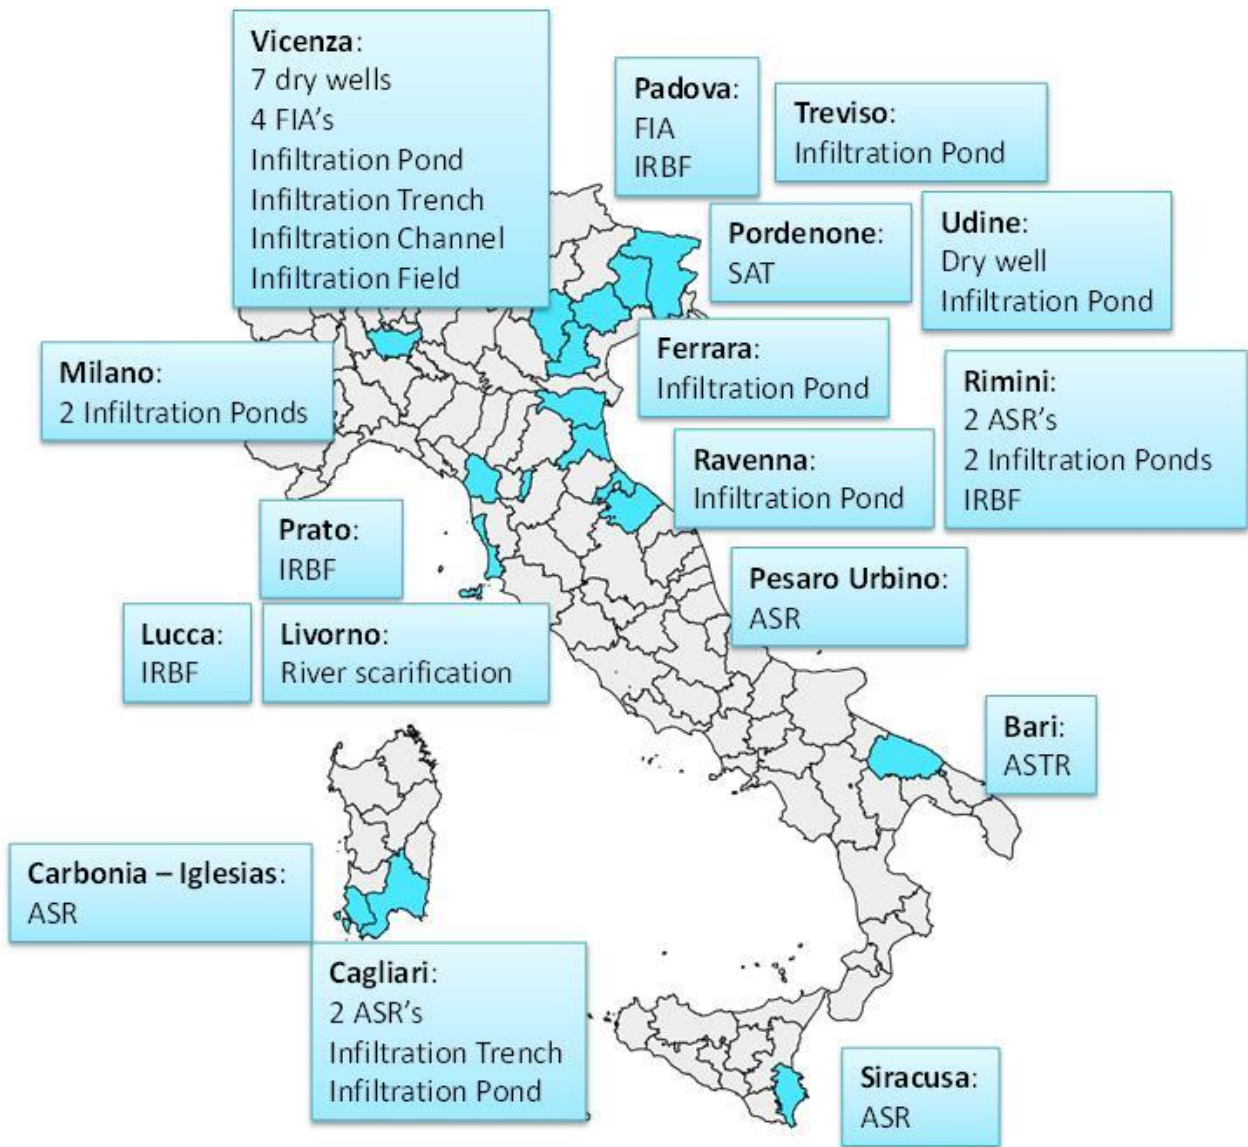 Vicenza:
7 dry wells
4 FIA's
Infiltration Pond
Infiltration Trench
Infiltration Channel
Infiltration Field
Padova:
FIA
IRBF
Treviso:
Infiltration Pond
Pordenone:
SAT
Udine:
Dry well
Infiltration Pond
Milano:
2 Infiltration Ponds
Ferrara:
Infiltration Pond
Rimini:
2 ASR's
2 Infiltration Ponds
IRBF
Ravenna:
Infiltration Pond
Prato:
IRBF
Pesaro Urbino:
ASR
Lucca:
IRBF
Livorno:
River scarification
Bari:
ASTR
Carbonia – Iglesias:
ASR
Cagliari:
2 ASR's
Infiltration Trench
Infiltration Pond
Siracusa:
ASR